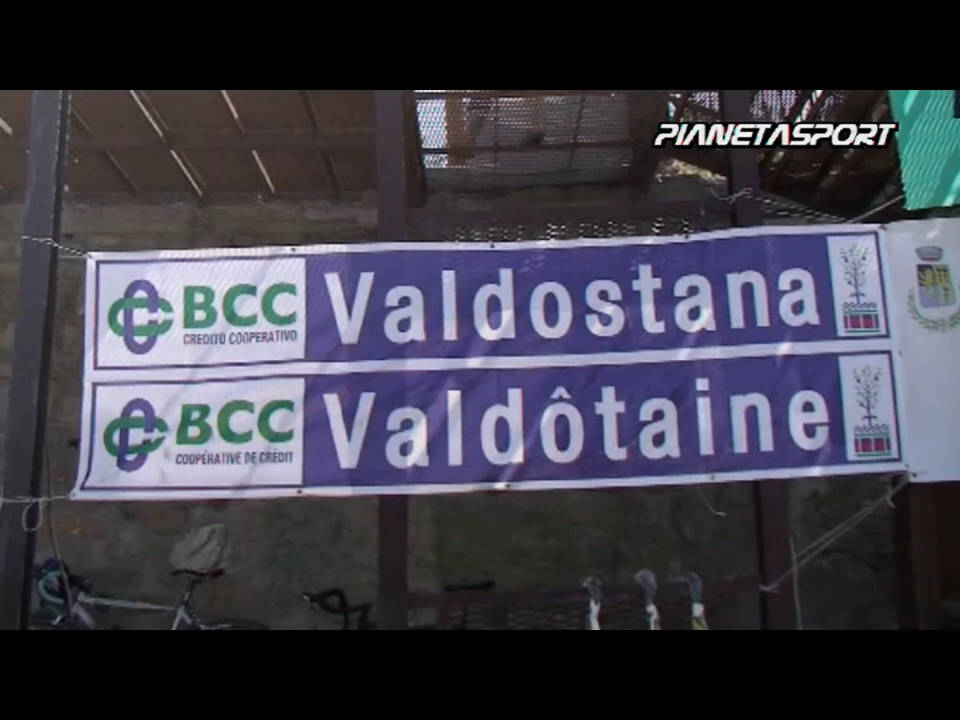 PIANETASPORT
BCC
CREDITO COOPERATIVO
Valdostana
BCC
COOPÉRATIVE DE CRÉDIT
Valdôtaine